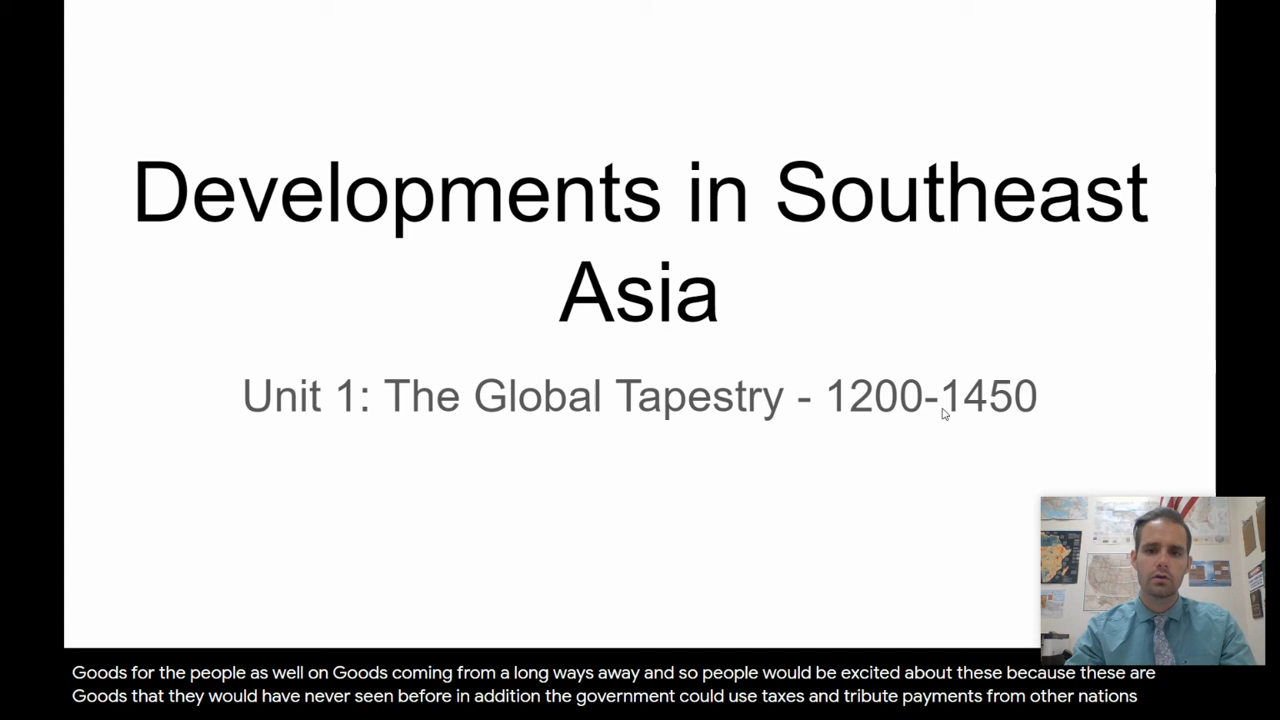 Developments in Southeast
Asia
Unit 1: The Global Tapestry - 1200-1450
Goods for the people as well on Goods coming from a long ways away and so people would be excited about these because these are
Goods that they would have never seen before in addition the government could use taxes and tribute payments from other nations